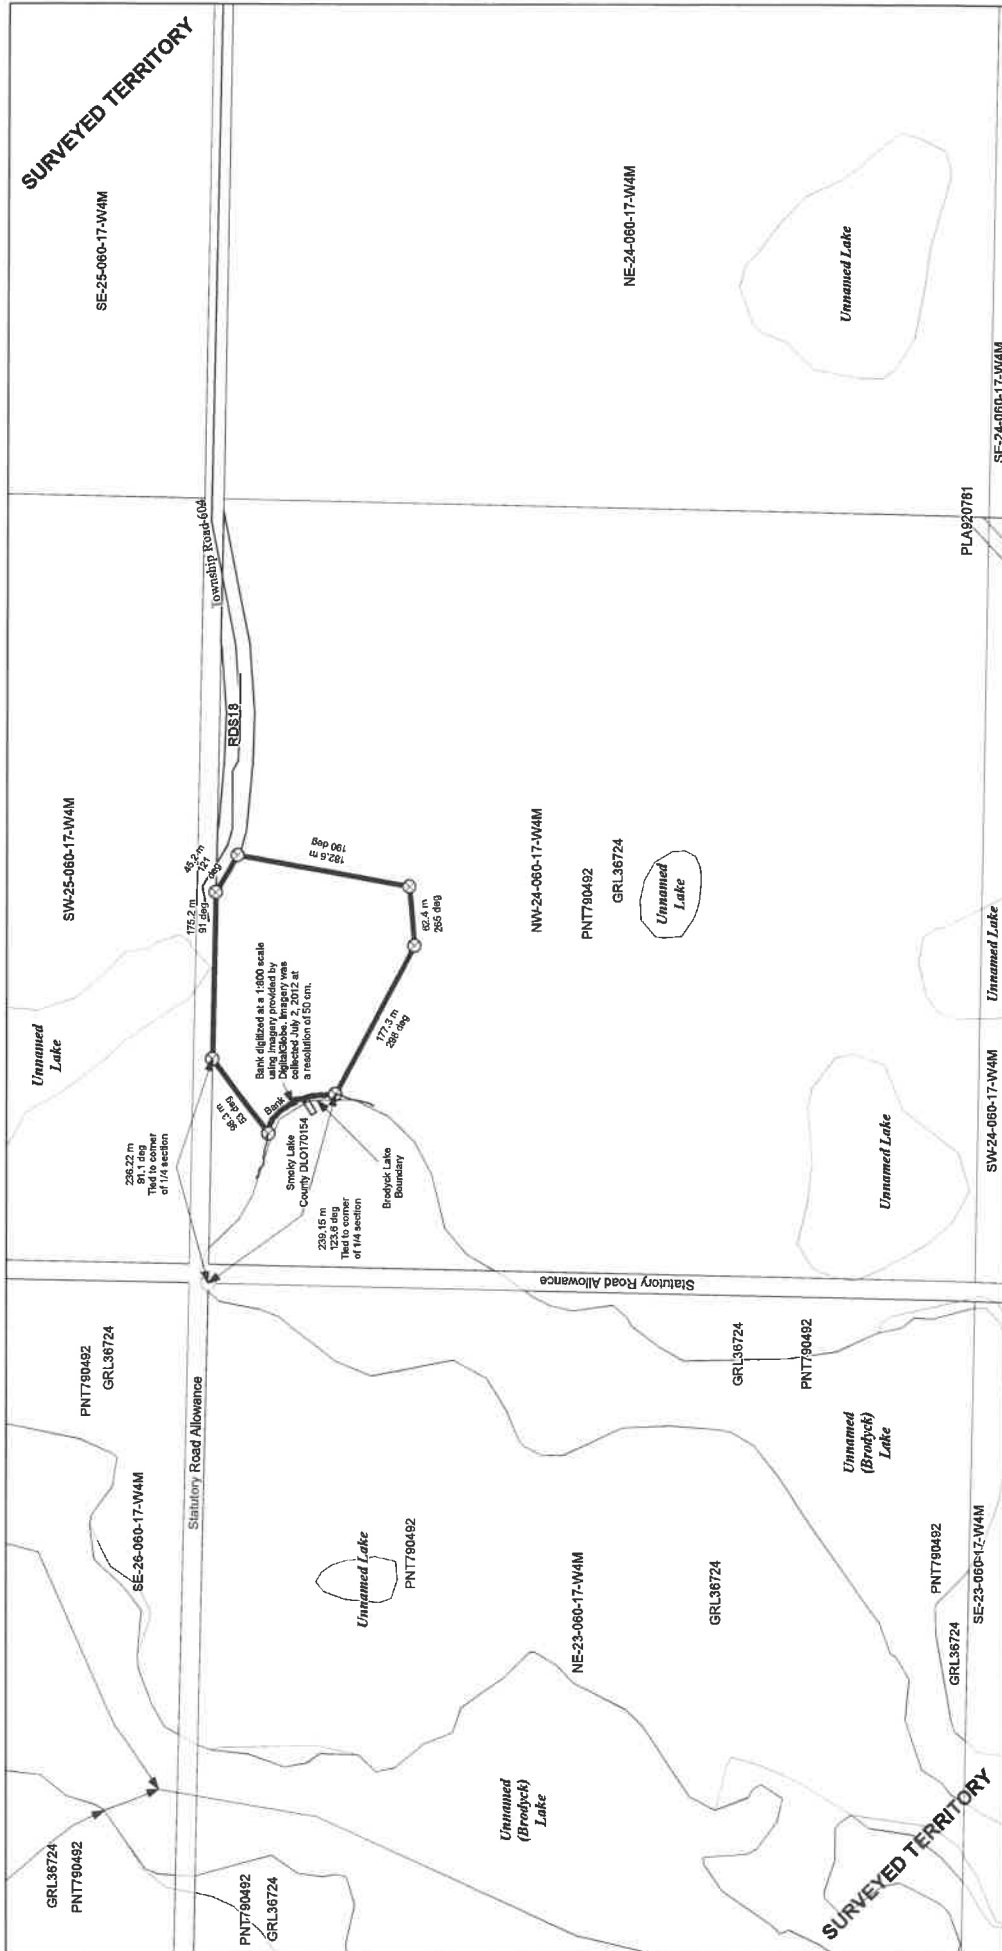 SURVEYED TERRITORY
SE-25-060-17-W4M
NE-24-060-17-W4M
Unnamed Lake
SE-24-060-17-W4M
PLA920781
Township Road 604
RDS18
SW-25-060-17-W4M
Unnamed
Lake
45.2 m
121
deg
175.2 m
91 deg
182.6 m
190 deg
62.4 m
265 deg
177.3 m
298 deg
53 deg
Bank
Bank digitized at a 1:800 scale
using imagery provided by
DigitalGlobe. Imagery was
collected July 2, 2012 at
a resolution of 50 cm.
Smoky Lake
County DLO170154
Brodyck Lake
Boundary
236.22 m
91.1 deg
Tied to corner
of 1/4 section
239.15 m
123.6 deg
Tied to corner
of 1/4 section
NW-24-060-17-W4M
PNT790492
GRL36724
Unnamed
Lake
Unnamed Lake
Unnamed Lake
SW-24-060-17-W4M
Statutory Road Allowance
Statutory Road Allowance
PNT790492
GRL36724
SE-26-060-17-W4M
Unnamed Lake
PNT790492
NE-23-060-17-W4M
GRL36724
GRL36724
PNT790492
Unnamed
(Brodyck)
Lake
PNT790492
GRL36724
SE-23-060-17-W4M
Unnamed
(Brodyck)
Lake
GRL36724
PNT790492
PNT790492
GRL36724
SURVEYED TERRITORY